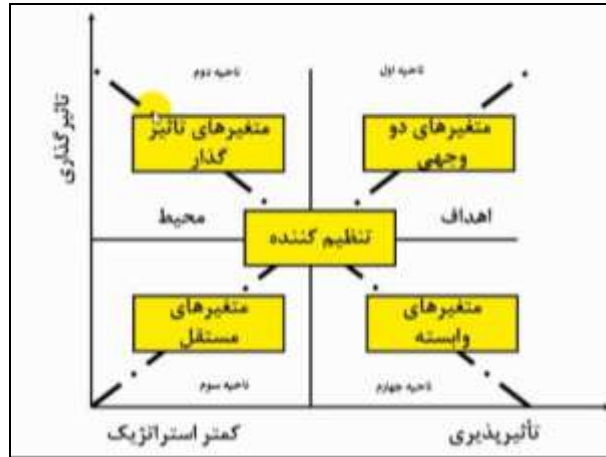 ناحیه دوم
ناحیه اول
تاثیرگذاری
متغیرهای تاثیر
گذار
متغیرهای دو
وجهی
محیط
اهداف
تنظیم کننده
متغیرهای
مستقل
متغیرهای
وابسته
ناحیه سوم
ناحیه چهارم
کمتر استراتژیک
تأثیرپذیری